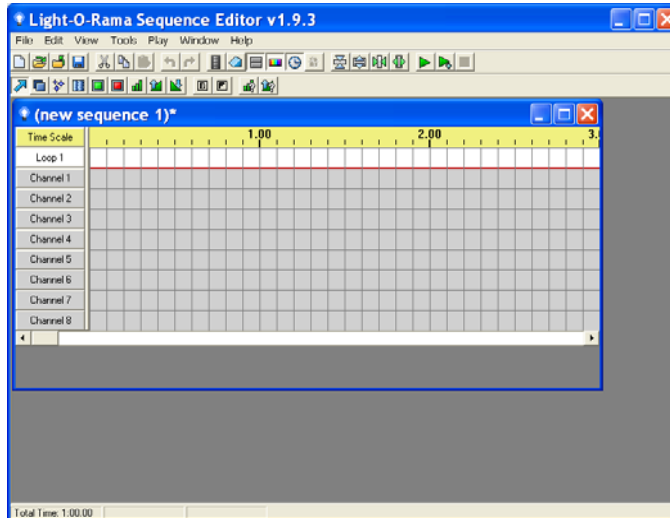 Light-O-Rama Sequence Editor v1.9.3
File Edit View Tools Play Window Help
(new sequence 1)*
Time Scale 1.00 2.00 3.
Loop 1
Channel 1
Channel 2
Channel 3
Channel 4
Channel 5
Channel 6
Channel 7
Channel 8
Total Time: 1:00.00